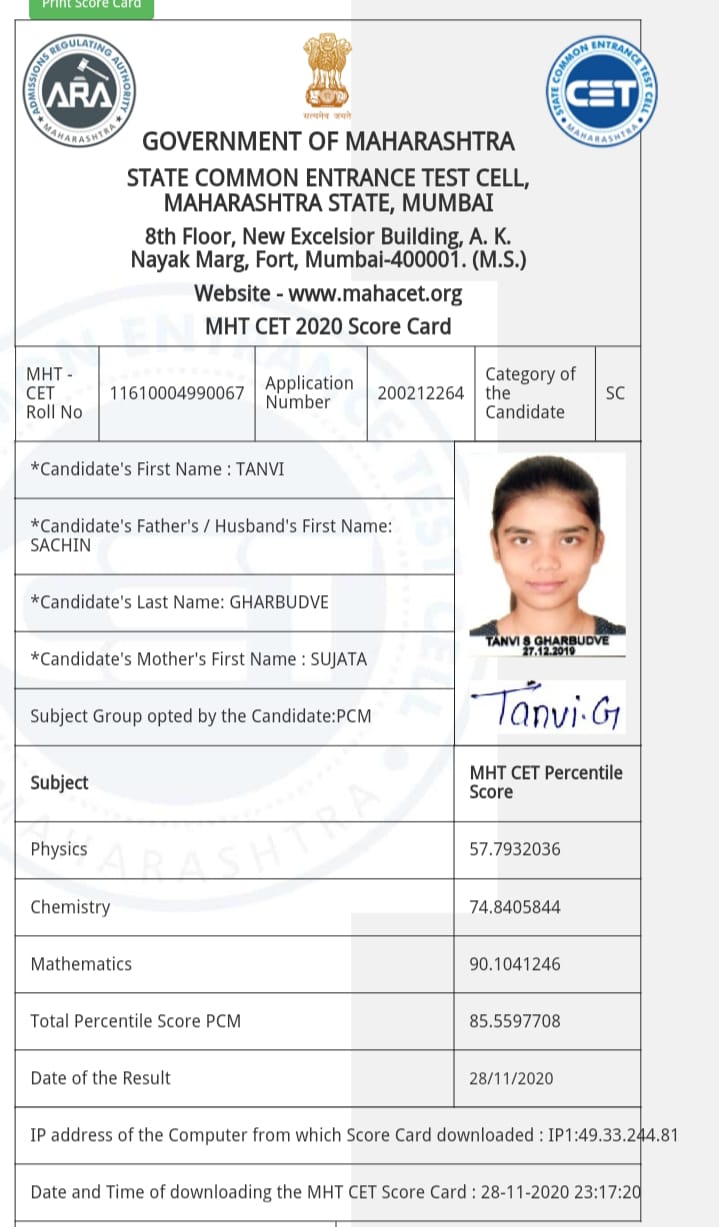 Print Score Card
ADMISSIONS REGULATING AUTHORITY
ARA
MAHARASHTRA
सत्यमेव जयते
STATE COMMON ENTRANCE TEST CELL
CET
MAHARASHTRA
GOVERNMENT OF MAHARASHTRA
STATE COMMON ENTRANCE TEST CELL,
MAHARASHTRA STATE, MUMBAI
8th Floor, New Excelsior Building, A. K.
Nayak Marg, Fort, Mumbai-400001. (M.S.)
Website - www.mahacet.org
MHT CET 2020 Score Card
MHT -
CET
Roll No
11610004990067
Application
Number
200212264
Category of
the
Candidate
SC
*Candidate's First Name : TANVI
*Candidate's Father's / Husband's First Name:
SACHIN
*Candidate's Last Name: GHARBUDVE
*Candidate's Mother's First Name : SUJATA
Subject Group opted by the Candidate:PCM
TANVI S GHARBUDVE
27.12.2019
Tanvi.G
Subject
MHT CET Percentile
Score
Physics
57.7932036
Chemistry
74.8405844
Mathematics
90.1041246
Total Percentile Score PCM
85.5597708
Date of the Result
28/11/2020
IP address of the Computer from which Score Card downloaded : IP1:49.33.244.81
Date and Time of downloading the MHT CET Score Card : 28-11-2020 23:17:20